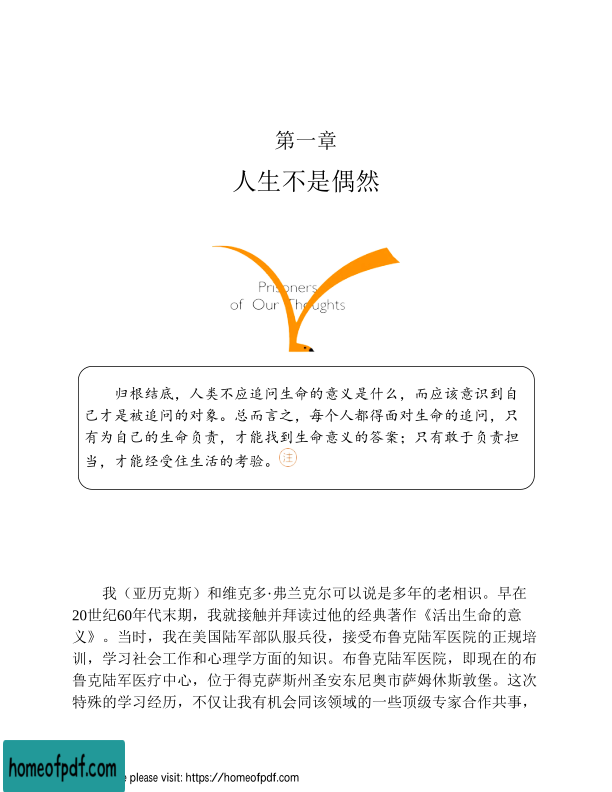 第一章
人生不是偶然
Prisoners
of Our Thoughts
归根结底，人类不应追问生命的意义是什么，而应该意识到自
己才是被追问的对象。总而言之，每个人都得面对生命的追问，只
有为自己的生命负责，才能找到生命意义的答案；只有敢于负责担
当，才能经受住生活的考验。注
我（亚历克斯）和维克多·弗兰克尔可以说是多年的老相识。早在
20世纪60年代末期，我就接触并拜读过他的经典著作《活出生命的意
义》。当时，我在美国陆军部队服兵役，接受布鲁克陆军医院的正规培
训，学习社会工作和心理学方面的知识。布鲁克陆军医院，即现在的布
鲁克陆军医疗中心，位于得克萨斯州圣安东尼奥市萨姆休斯敦堡。这次
特殊的学习经历，不仅让我有机会同该领域的一些顶级专家合作共事，
homeofpdf.com
e please visit: https://homeofpdf.com